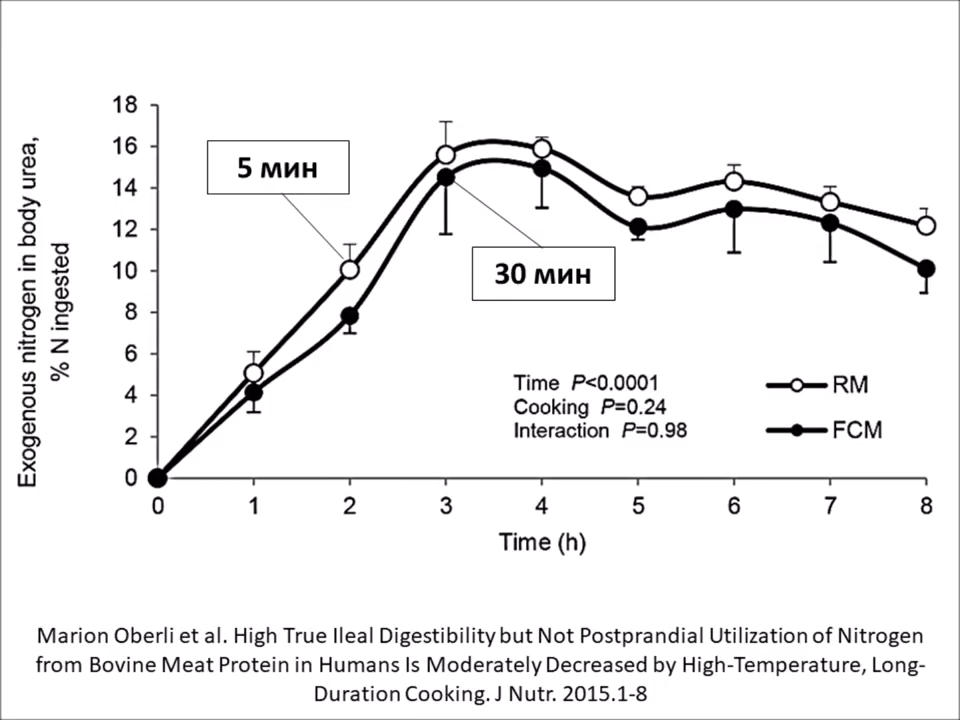 Exogenous nitrogen in body urea,
% N ingested
18
16
14
12
10
8
6
4
2
0
5 мин
30 мин
Time P<0.0001
Cooking P=0.24
Interaction P=0.98
RM
FCM
0 1 2 3 4 5 6 7 8
Time (h)
Marion Oberli et al. High True Ileal Digestibility but Not Postprandial Utilization of Nitrogen
from Bovine Meat Protein in Humans Is Moderately Decreased by High-Temperature, Long-
Duration Cooking. J Nutr. 2015.1-8